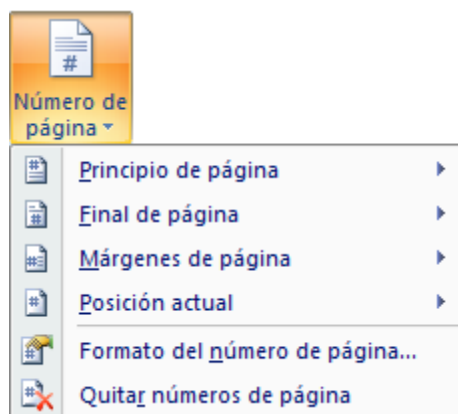 #
Número de
página
Principio de página
Final de página
Márgenes de página
Posición actual
Formato del número de página...
Quitar números de página